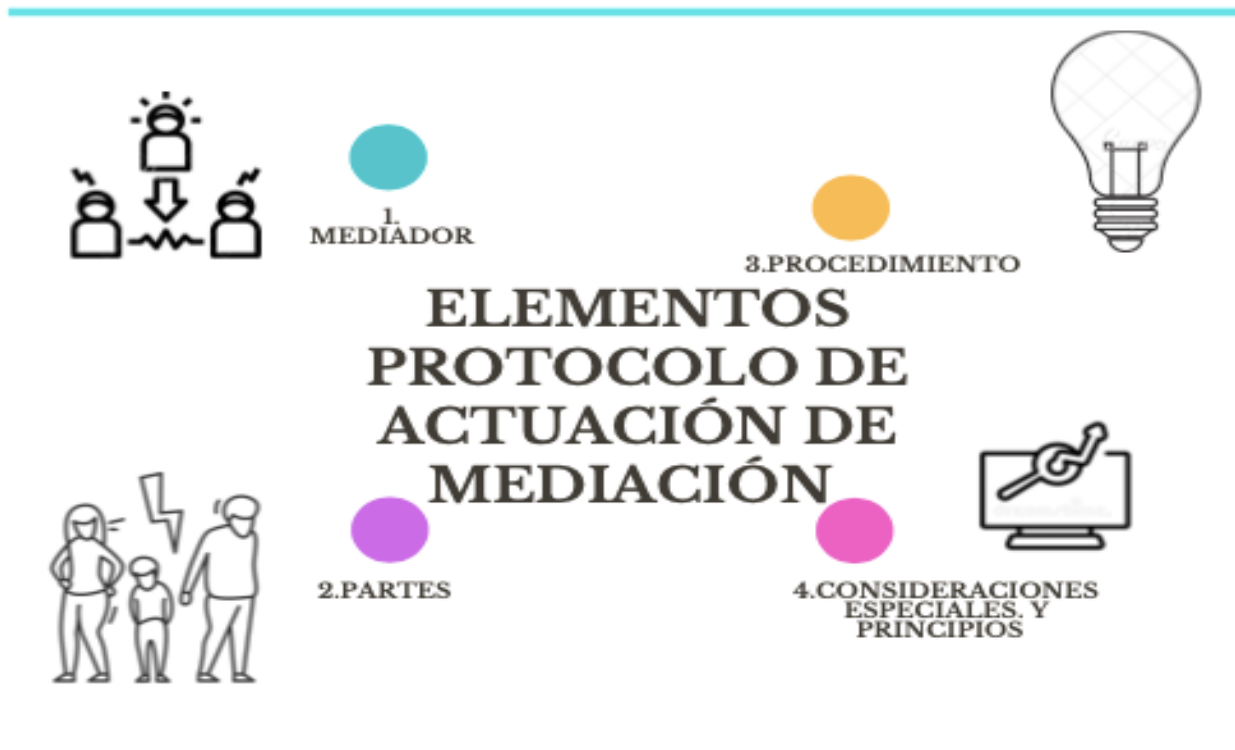 1.
MEDIADOR
3.PROCEDIMIENTO
ELEMENTOS
PROTOCOLO DE
ACTUACIÓN DE
MEDIACIÓN
2.PARTES
4.CONSIDERACIONES
ESPECIALES. Y
PRINCIPIOS